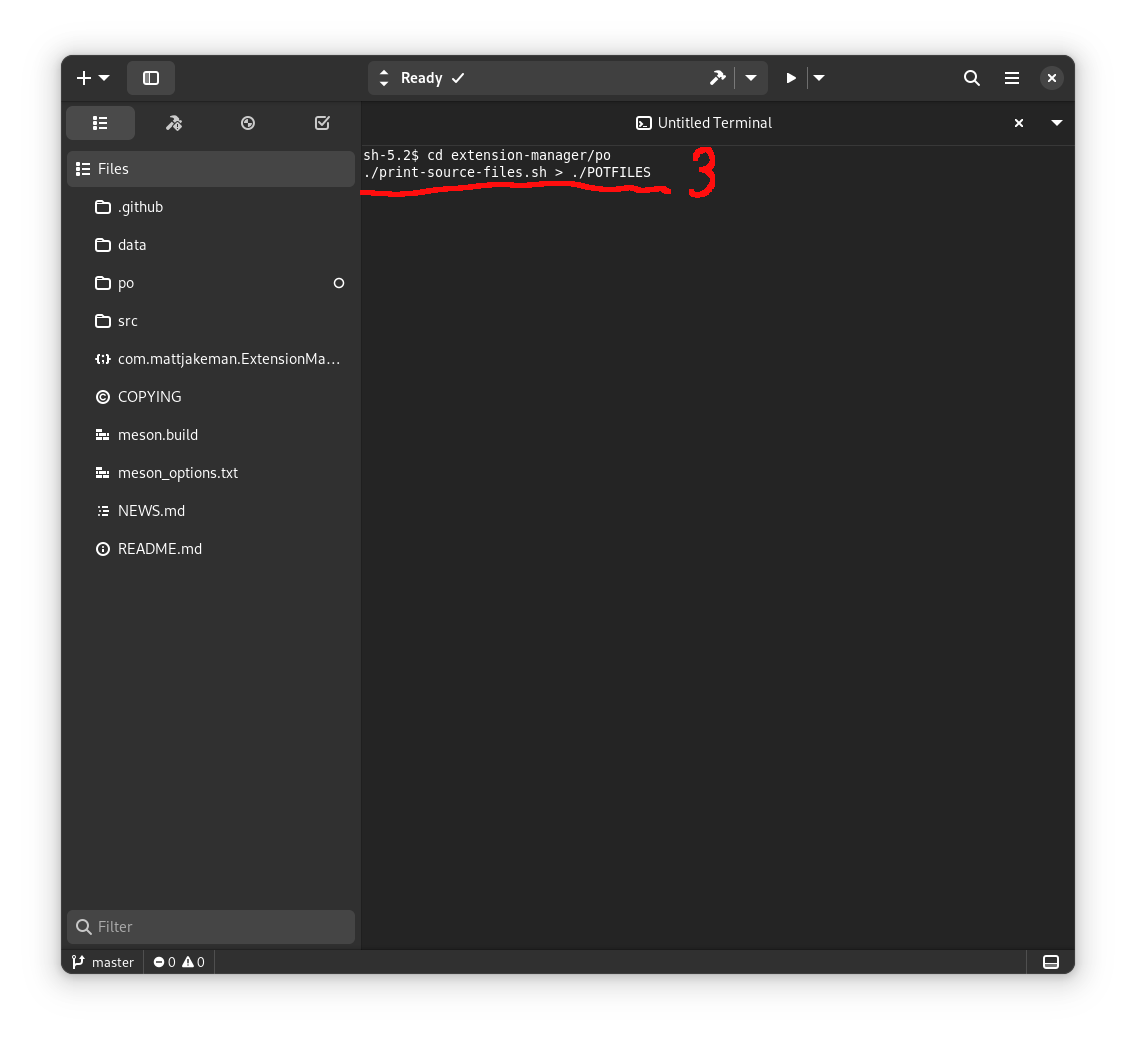 Ready
Untitled Terminal
Files
.github
data
po
src
com.mattjakeman.ExtensionMa...
COPYING
meson.build
meson_options.txt
NEWS.md
README.md
Filter
master
0
0
sh-5.2$ cd extension-manager/po
./print-source-files.sh > ./POTFILES
3